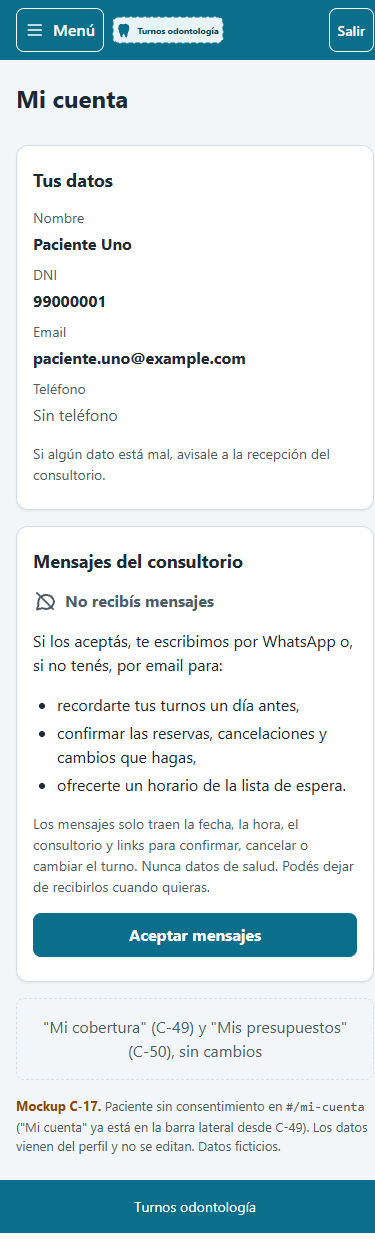 Menú
Turnos odontología
Salir
Mi cuenta
Tus datos
Nombre
Paciente Uno
DNI
99000001
Email
paciente.uno@example.com
Teléfono
Sin teléfono
Si algún dato está mal, avisale a la recepción del
consultorio.
Mensajes del consultorio
No recibís mensajes
Si los aceptás, te escribimos por WhatsApp o,
si no tenés, por email para:
• recordarte tus turnos un día antes,
• confirmar las reservas, cancelaciones y
cambios que hagas,
• ofrecerte un horario de la lista de espera.
Los mensajes solo traen la fecha, la hora, el
consultorio y links para confirmar, cancelar o
cambiar el turno. Nunca datos de salud. Podés dejar
de recibirlos cuando quieras.
Aceptar mensajes
"Mi cobertura" (C-49) y "Mis presupuestos"
(C-50), sin cambios
Mockup C-17. Paciente sin consentimiento en #/mi-cuenta
("Mi cuenta" ya está en la barra lateral desde C-49). Los datos
vienen del perfil y no se editan. Datos ficticios.
Turnos odontología